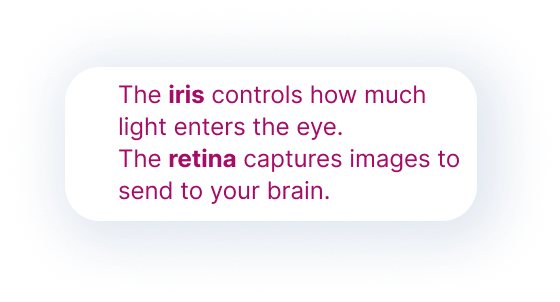 The iris controls how much
light enters the eye.
The retina captures images to
send to your brain.